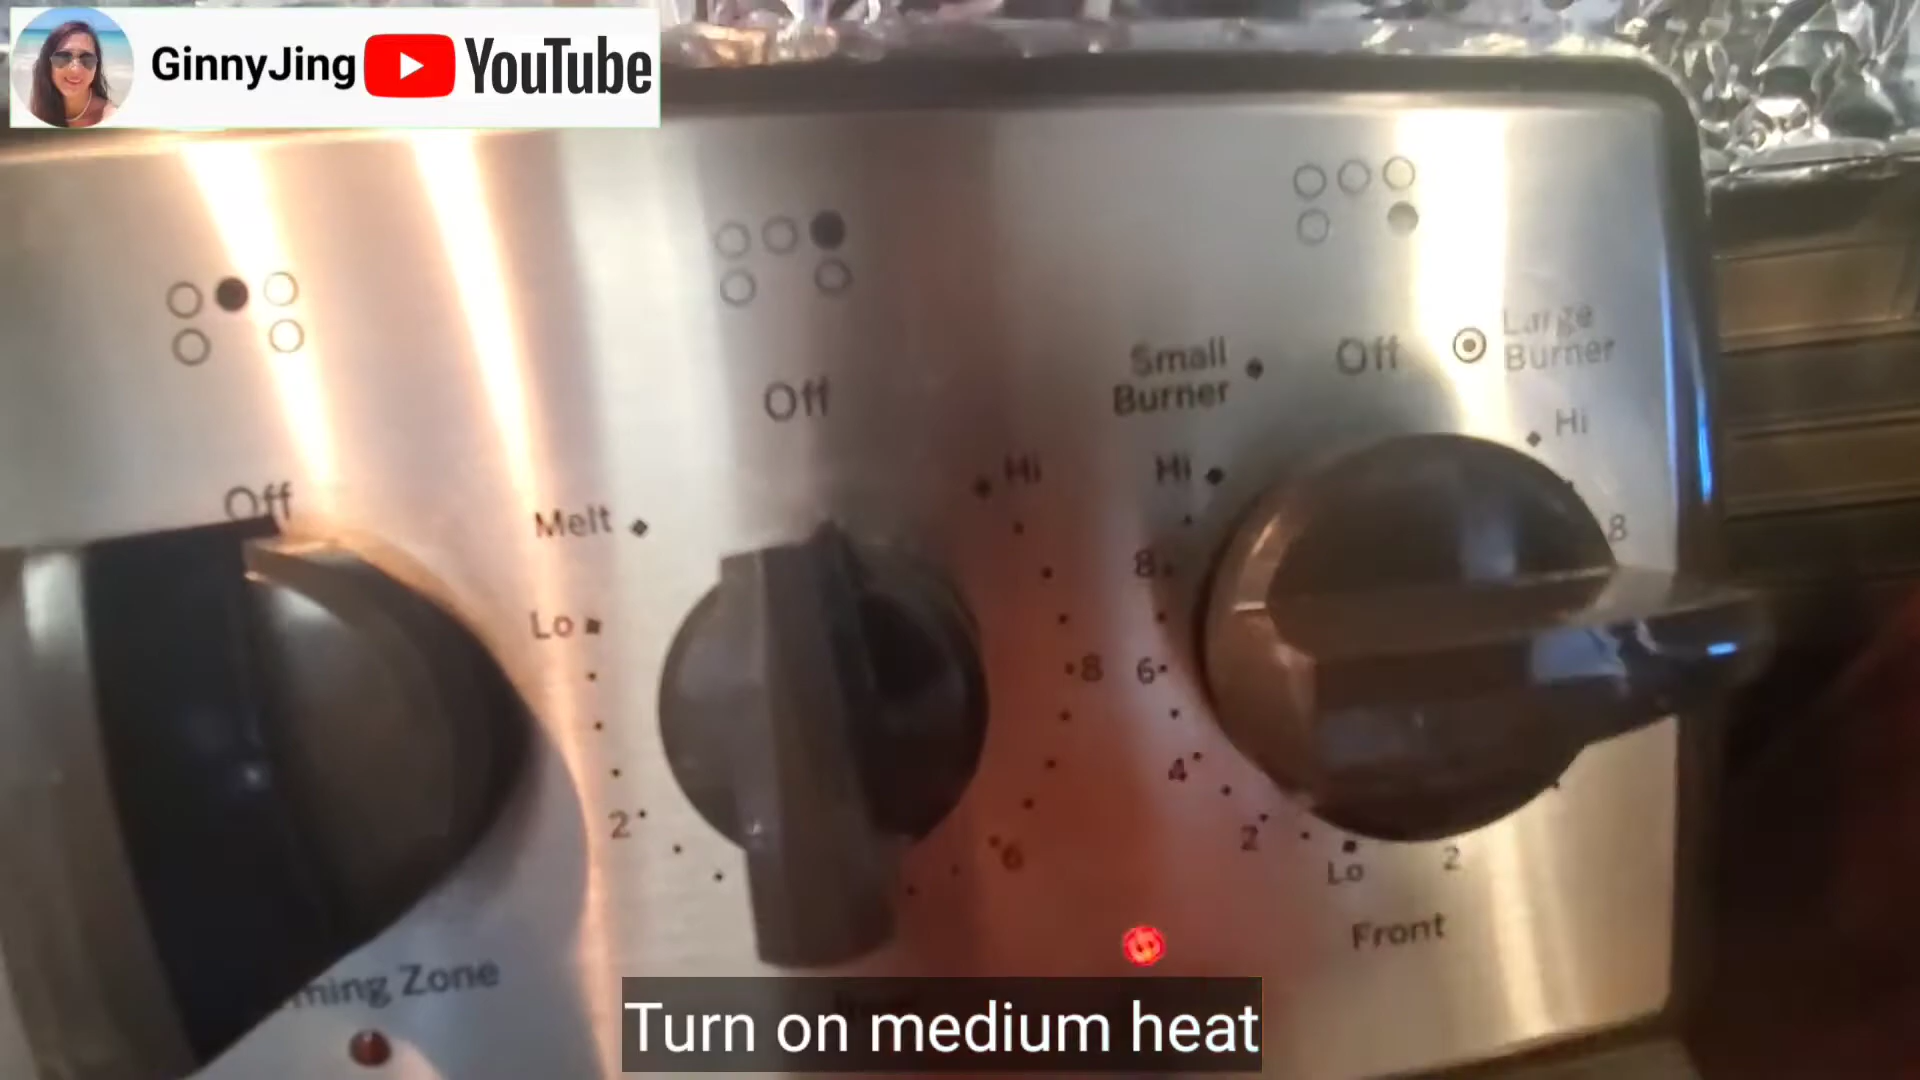 GinnyJing YouTube
Off
Off
Melt
Lo
2
Hi
8
6
Small
Burner
Off
Large
Burner
Hi
8
6
4
2
Lo
Hi
8
2
Front
Zone
Turn on medium heat